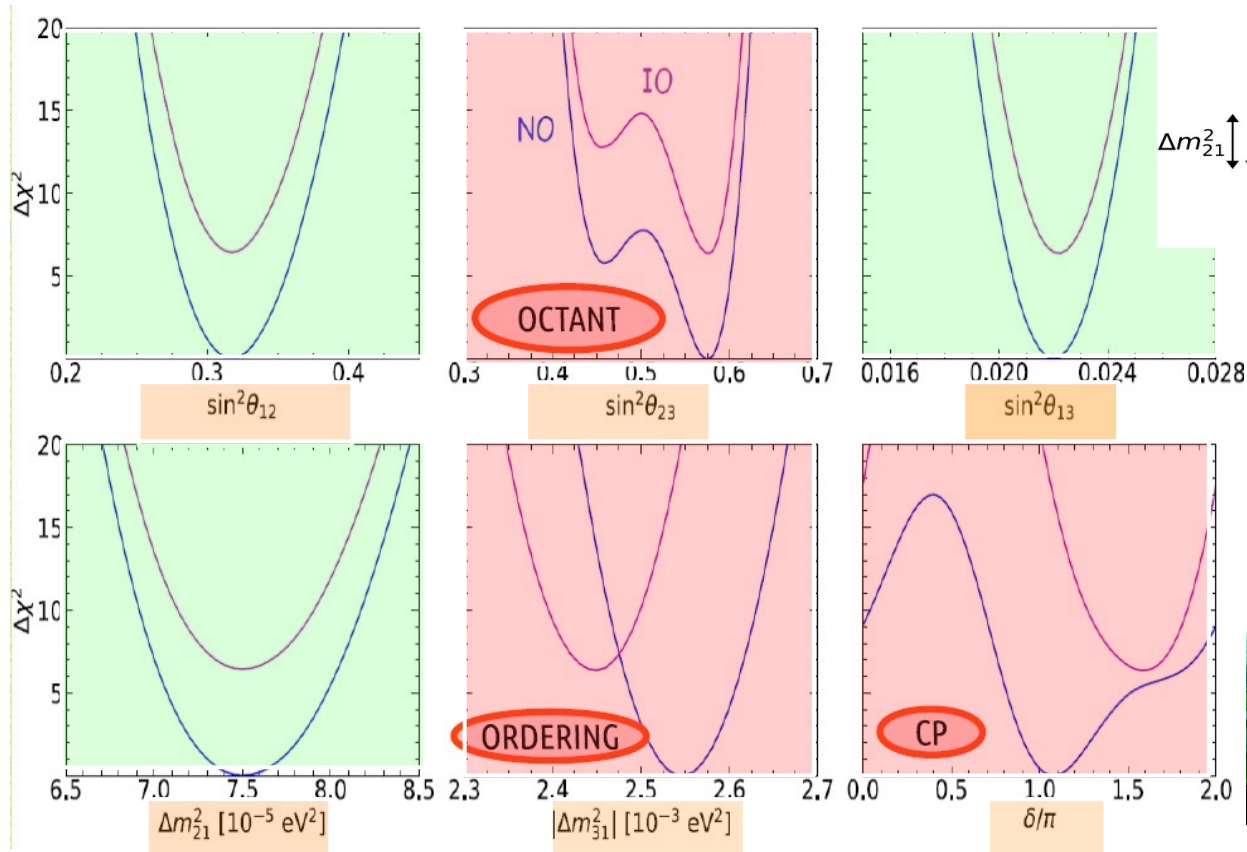 20
15
10
5
Δχ²
0.2 0.3 0.4
sin²θ₁₂
NO
IO
OCTANT
0.3 0.4 0.5 0.6 0.7
sin²θ₂₃
0.016 0.020 0.024 0.028
sin²θ₁₃
Δm²₂₁
20
15
10
5
Δχ²
6.5 7.0 7.5 8.0 8.5
Δm²₂₁ [10⁻⁵ eV²]
ORDERING
2.3 2.4 2.5 2.6 2.7
|Δm²₃₁| [10⁻³ eV²]
CP
0.0 0.5 1.0 1.5 2.0
δ/π